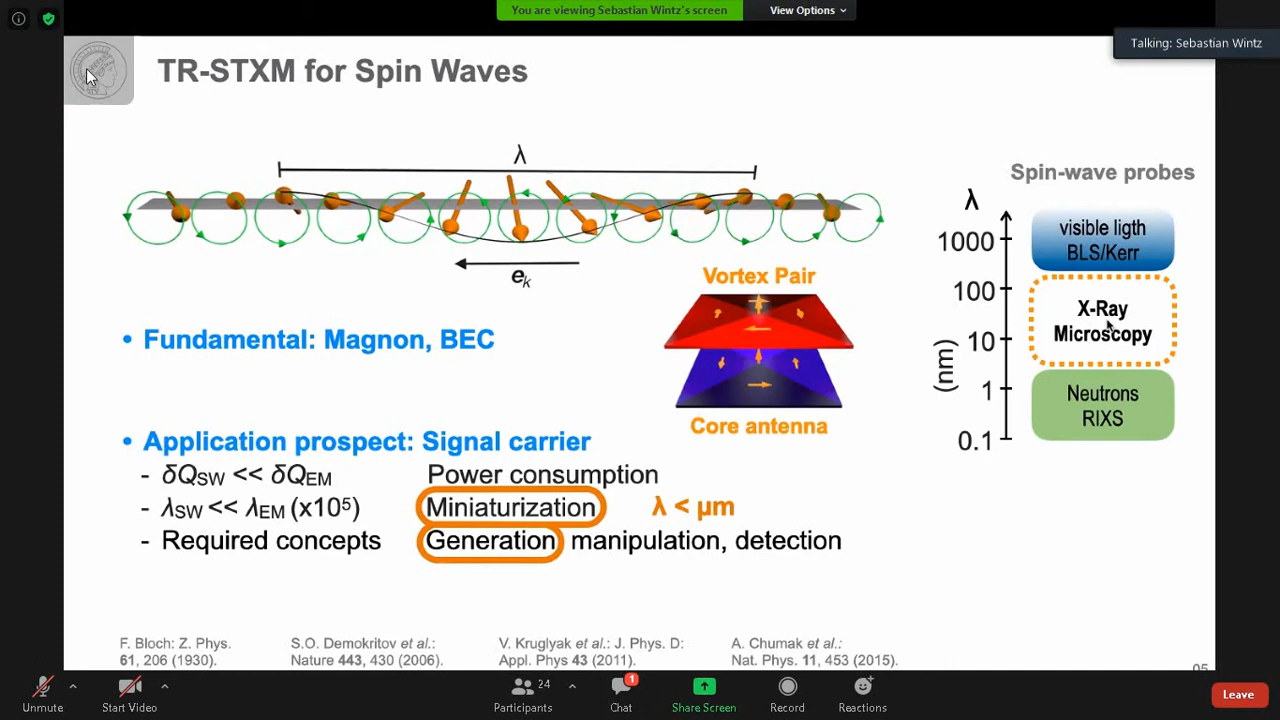 You are viewing Sebastian Wintz's screen
View Options
Talking: Sebastian Wintz
TR-STXM for Spin Waves
λ
e_k
Spin-wave probes
λ
(nm)
1000
100
10
1
0.1
visible ligth
BLS/Kerr
X-Ray
Microscopy
Neutrons
RIXS
Vortex Pair
Core antenna
• Fundamental: Magnon, BEC
• Application prospect: Signal carrier
- δQSW << δQEM Power consumption
- λSW << λEM (x10⁵) Miniaturization λ < μm
- Required concepts Generation manipulation, detection
F. Bloch: Z. Phys.
61, 206 (1930).
S.O. Demokritov et al.:
Nature 443, 430 (2006).
V. Kruglyak et al.: J. Phys. D:
Appl. Phys 43 (2011).
A. Chumak et al.:
Nat. Phys. 11, 453 (2015).
05
Unmute
Start Video
24
Participants
1
Chat
Share Screen
Record
Reactions
Leave